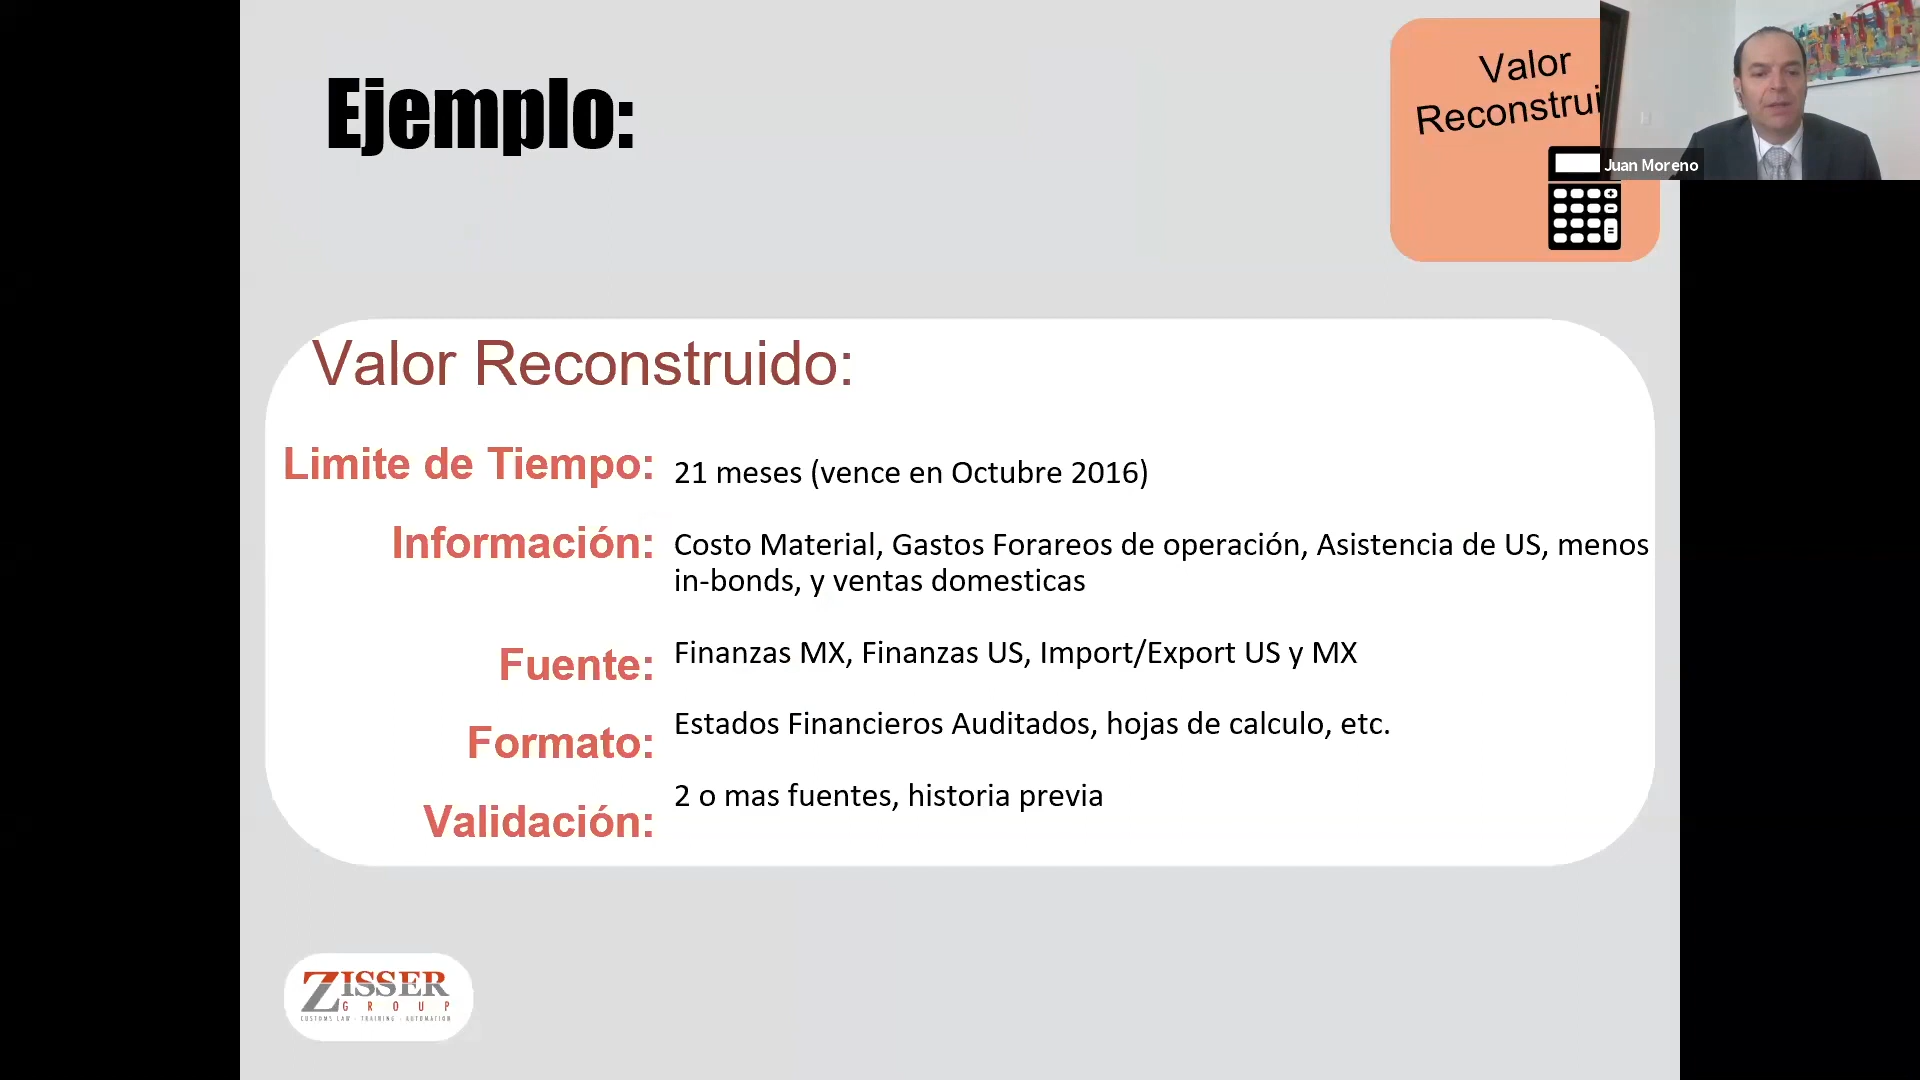 Ejemplo:
Valor
Reconstrui
Juan Moreno
Valor Reconstruido:
Limite de Tiempo: 21 meses (vence en Octubre 2016)
Información: Costo Material, Gastos Forareos de operación, Asistencia de US, menos
in-bonds, y ventas domesticas
Fuente: Finanzas MX, Finanzas US, Import/Export US y MX
Formato: Estados Financieros Auditados, hojas de calculo, etc.
Validación: 2 o mas fuentes, historia previa
ZISSER
GROUP
CUSTOMS LAW · TRAINING · AUTOMATION